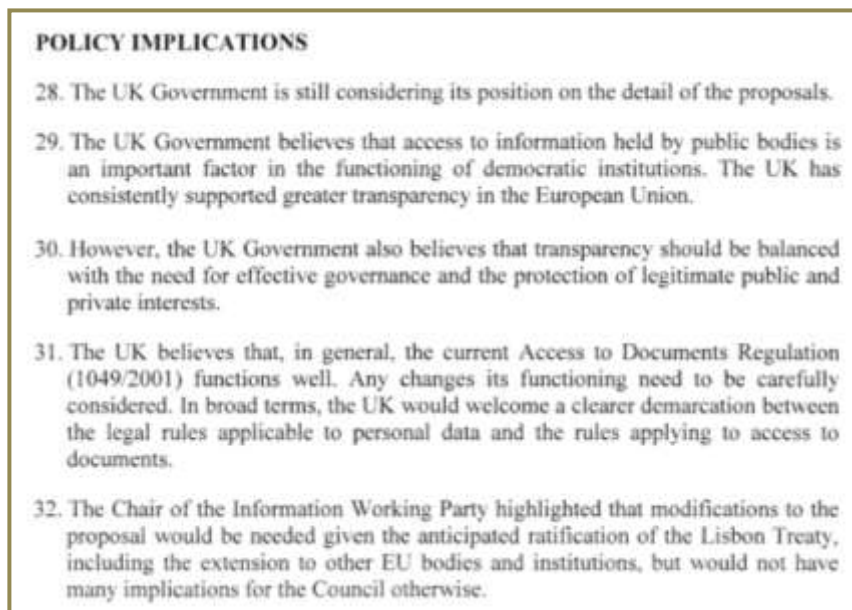 POLICY IMPLICATIONS
28. The UK Government is still considering its position on the detail of the proposals.
29. The UK Government believes that access to information held by public bodies is
an important factor in the functioning of democratic institutions. The UK has
consistently supported greater transparency in the European Union.
30. However, the UK Government also believes that transparency should be balanced
with the need for effective governance and the protection of legitimate public and
private interests.
31. The UK believes that, in general, the current Access to Documents Regulation
(1049/2001) functions well. Any changes its functioning need to be carefully
considered. In broad terms, the UK would welcome a clearer demarcation between
the legal rules applicable to personal data and the rules applying to access to
documents.
32. The Chair of the Information Working Party highlighted that modifications to the
proposal would be needed given the anticipated ratification of the Lisbon Treaty,
including the extension to other EU bodies and institutions, but would not have
many implications for the Council otherwise.